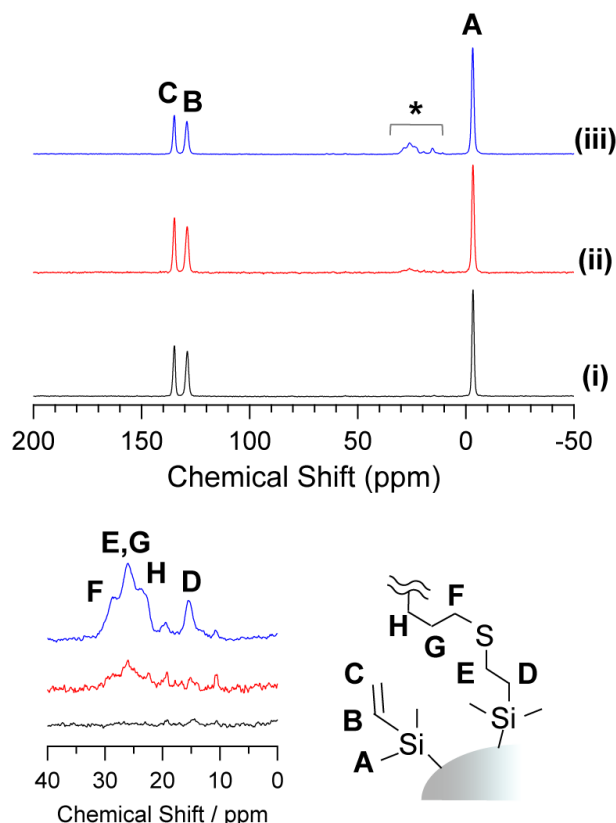 A
C
B
*
(iii)
(ii)
(i)
200 150 100 50 0 -50
Chemical Shift (ppm)
E,G
F
H
D
40 30 20 10 0
Chemical Shift / ppm
F
H
S
G
E
D
C
B
Si
Si
A